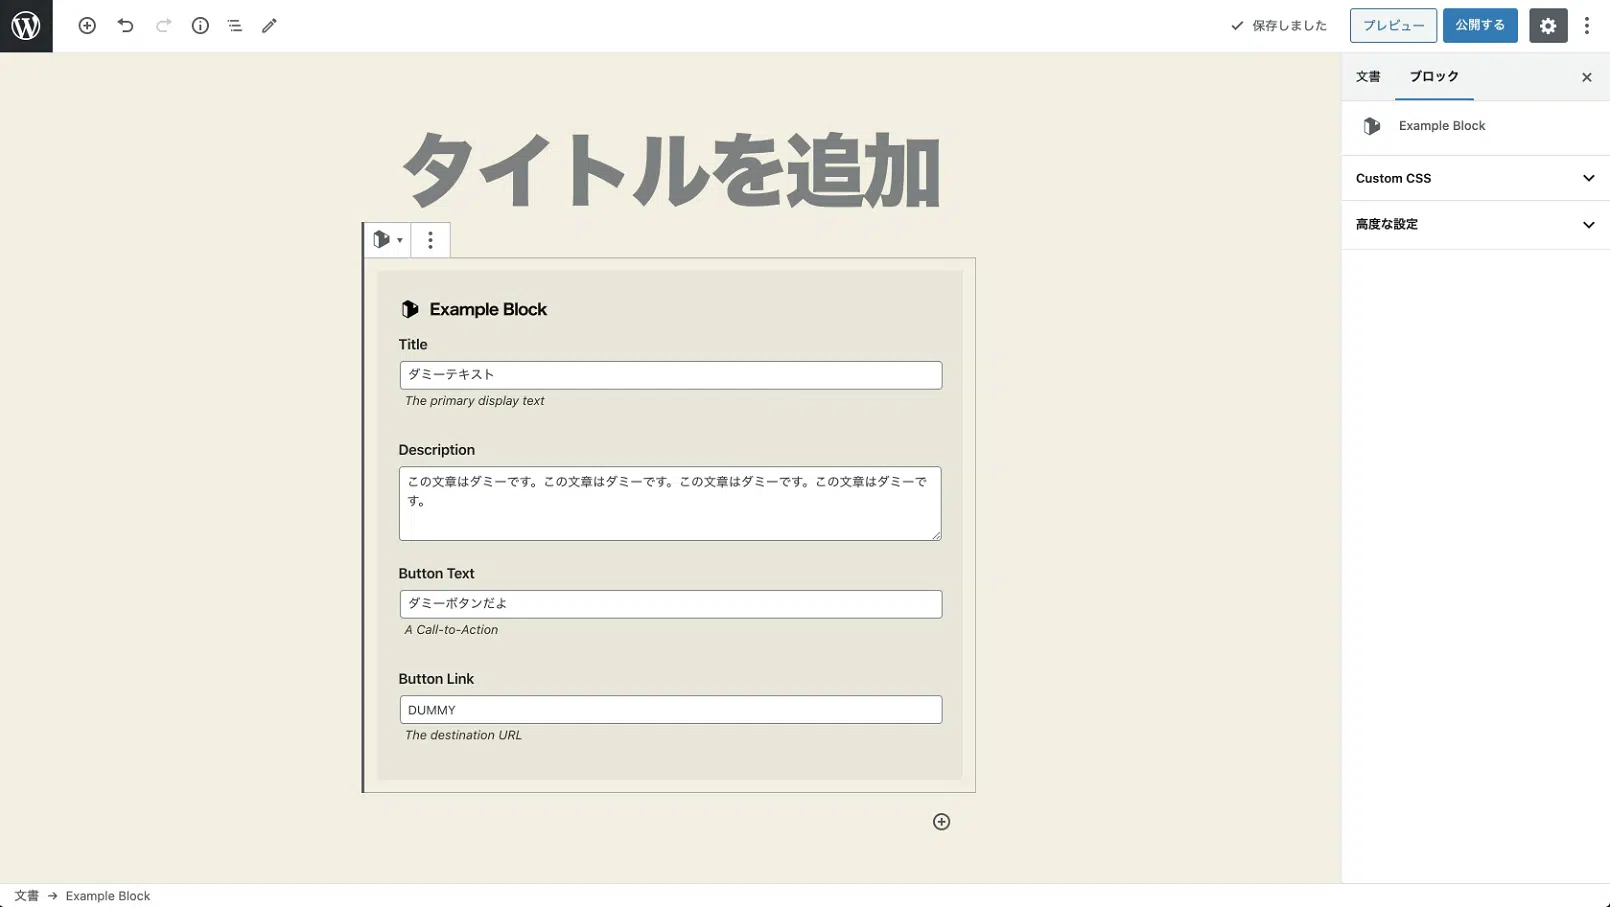 保存しました
プレビュー
公開する
文書
ブロック
Example Block
Custom CSS
高度な設定
タイトルを追加
Example Block
Title
ダミーテキスト
The primary display text
Description
この文章はダミーです。この文章はダミーです。この文章はダミーです。この文章はダミーで
す。
Button Text
ダミーボタンだよ
A Call-to-Action
Button Link
DUMMY
The destination URL
文書 → Example Block